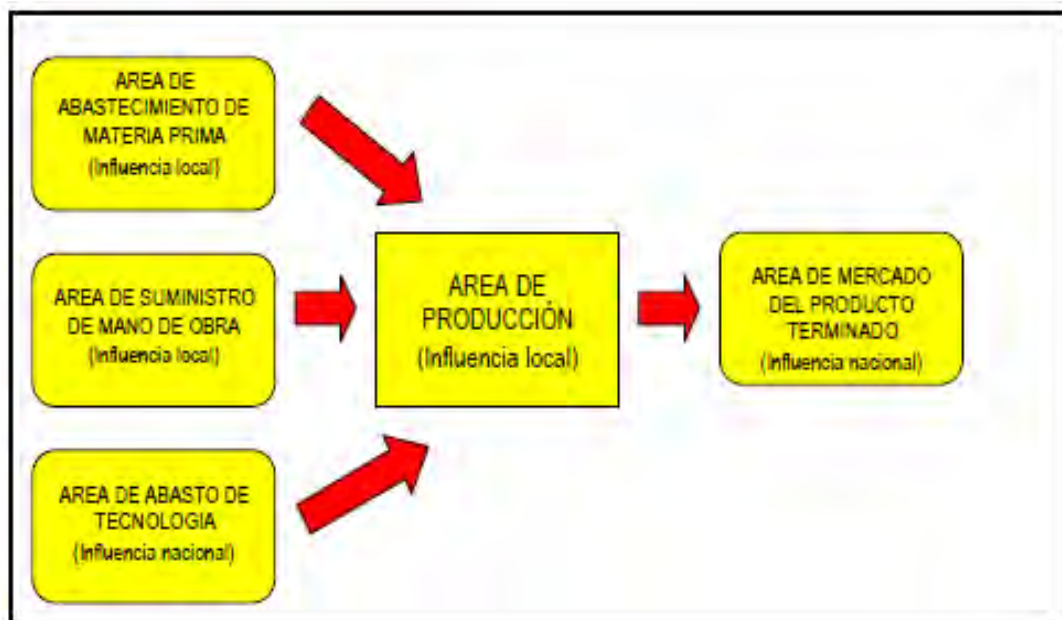 AREA DE
ABASTECIMIENTO DE
MATERIA PRIMA
(Influencia local)
AREA DE SUMINISTRO
DE MANO DE OBRA
(Influencia local)
AREA DE ABASTO DE
TECNOLOGIA
(Influencia nacional)
AREA DE
PRODUCCIÓN
(Influencia local)
AREA DE MERCADO
DEL PRODUCTO
TERMINADO
(Influencia nacional)